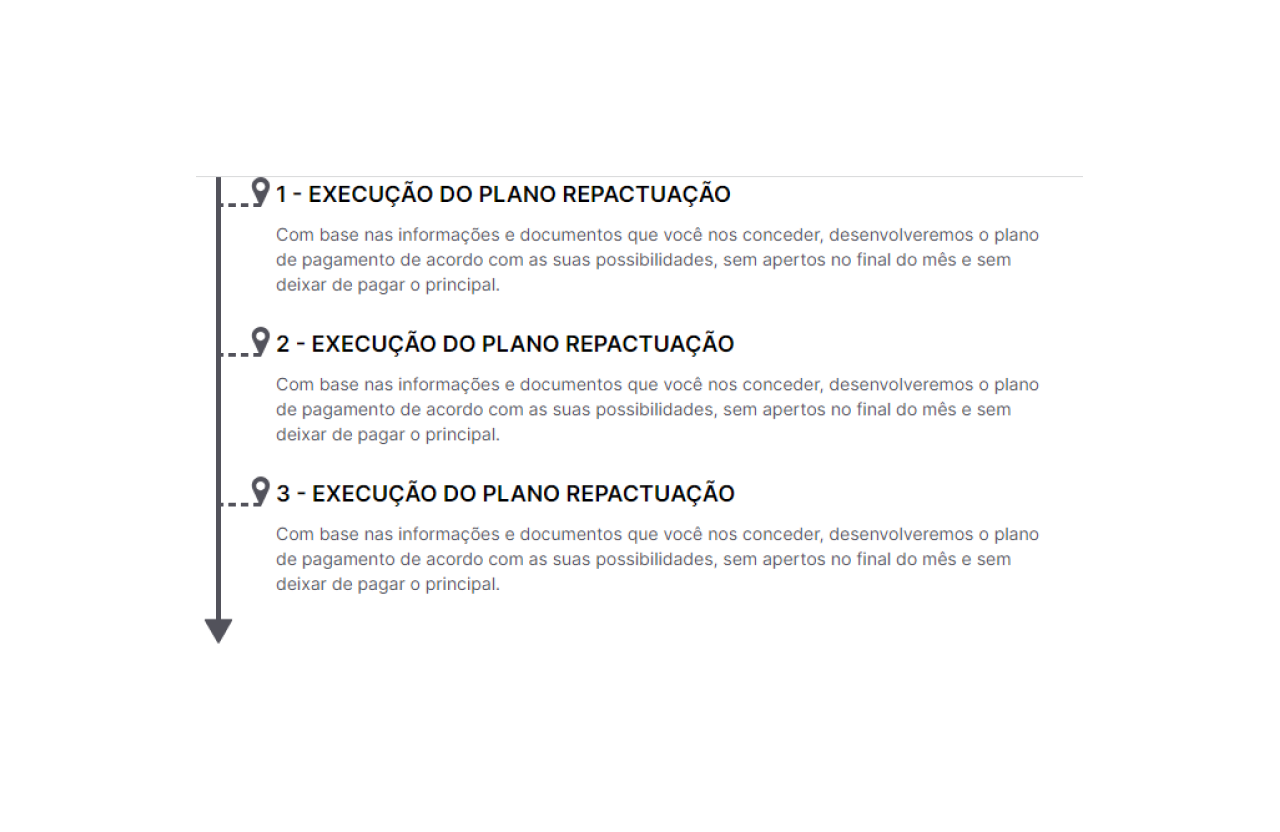 1 - EXECUÇÃO DO PLANO REPACTUAÇÃO
Com base nas informações e documentos que você nos conceder, desenvolveremos o plano
de pagamento de acordo com as suas possibilidades, sem apertos no final do mês e sem
deixar de pagar o principal.
2 - EXECUÇÃO DO PLANO REPACTUAÇÃO
Com base nas informações e documentos que você nos conceder, desenvolveremos o plano
de pagamento de acordo com as suas possibilidades, sem apertos no final do mês e sem
deixar de pagar o principal.
3 - EXECUÇÃO DO PLANO REPACTUAÇÃO
Com base nas informações e documentos que você nos conceder, desenvolveremos o plano
de pagamento de acordo com as suas possibilidades, sem apertos no final do mês e sem
deixar de pagar o principal.